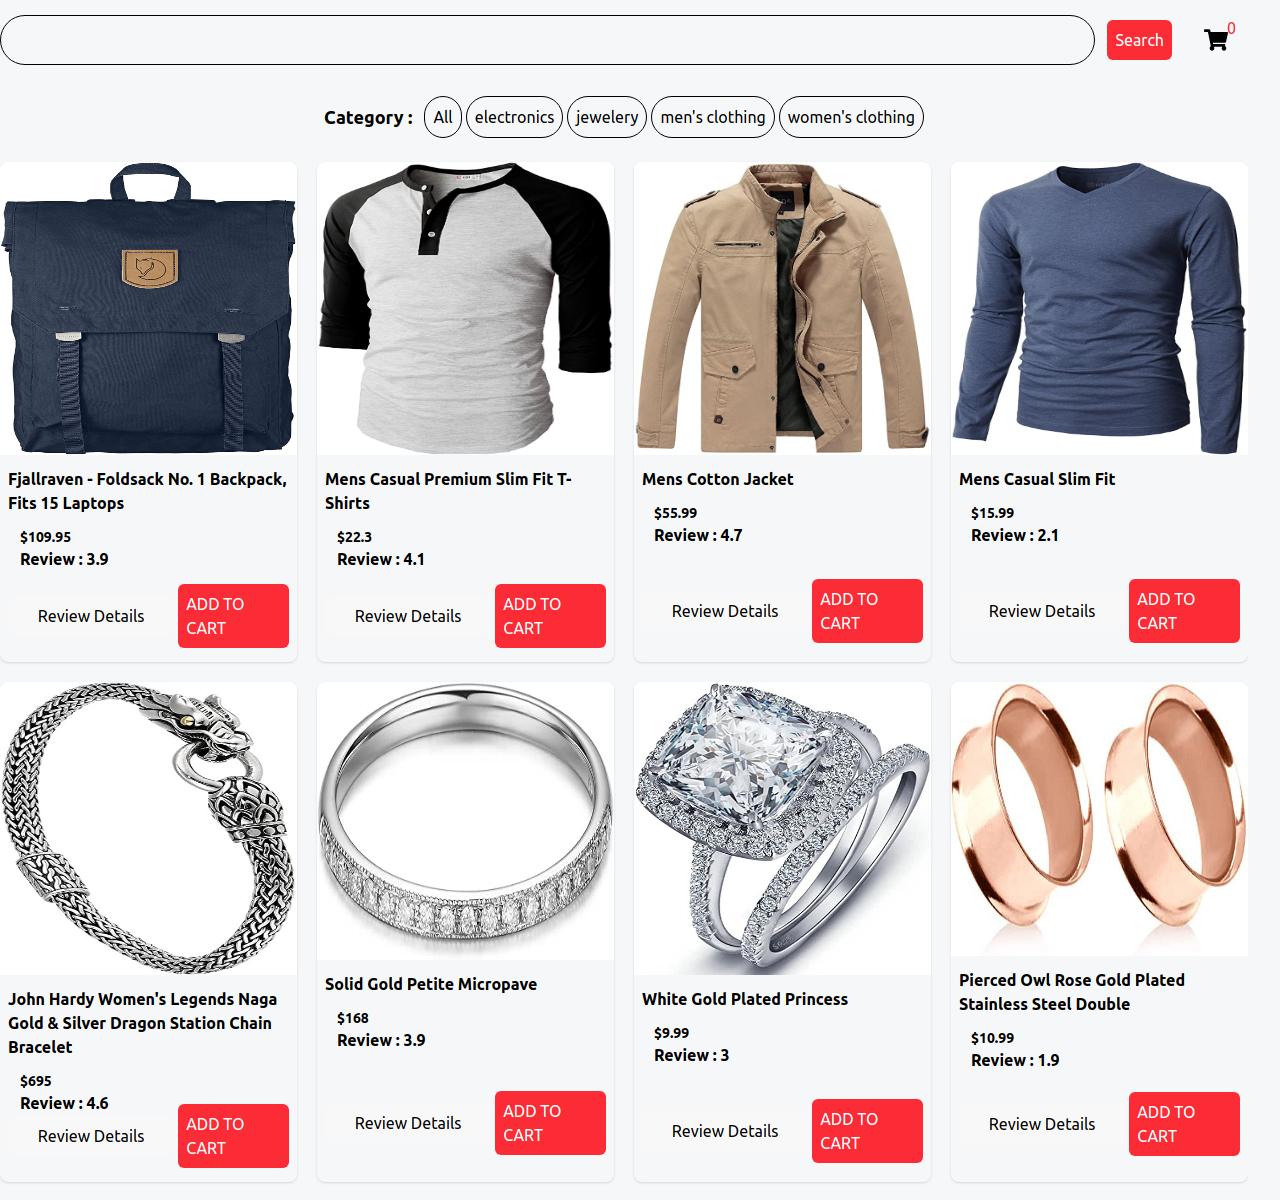 Search
0
Category :
All
electronics
jewelery
men's clothing
women's clothing
Fjallraven - Foldsack No. 1 Backpack,
Fits 15 Laptops
$109.95
Review : 3.9
Review Details
ADD TO
CART
Mens Casual Premium Slim Fit T-
Shirts
$22.3
Review : 4.1
Review Details
ADD TO
CART
Mens Cotton Jacket
$55.99
Review : 4.7
Review Details
ADD TO
CART
Mens Casual Slim Fit
$15.99
Review : 2.1
Review Details
ADD TO
CART
John Hardy Women's Legends Naga
Gold & Silver Dragon Station Chain
Bracelet
$695
Review : 4.6
Review Details
ADD TO
CART
Solid Gold Petite Micropave
$168
Review : 3.9
Review Details
ADD TO
CART
White Gold Plated Princess
$9.99
Review : 3
Review Details
ADD TO
CART
Pierced Owl Rose Gold Plated
Stainless Steel Double
$10.99
Review : 1.9
Review Details
ADD TO
CART